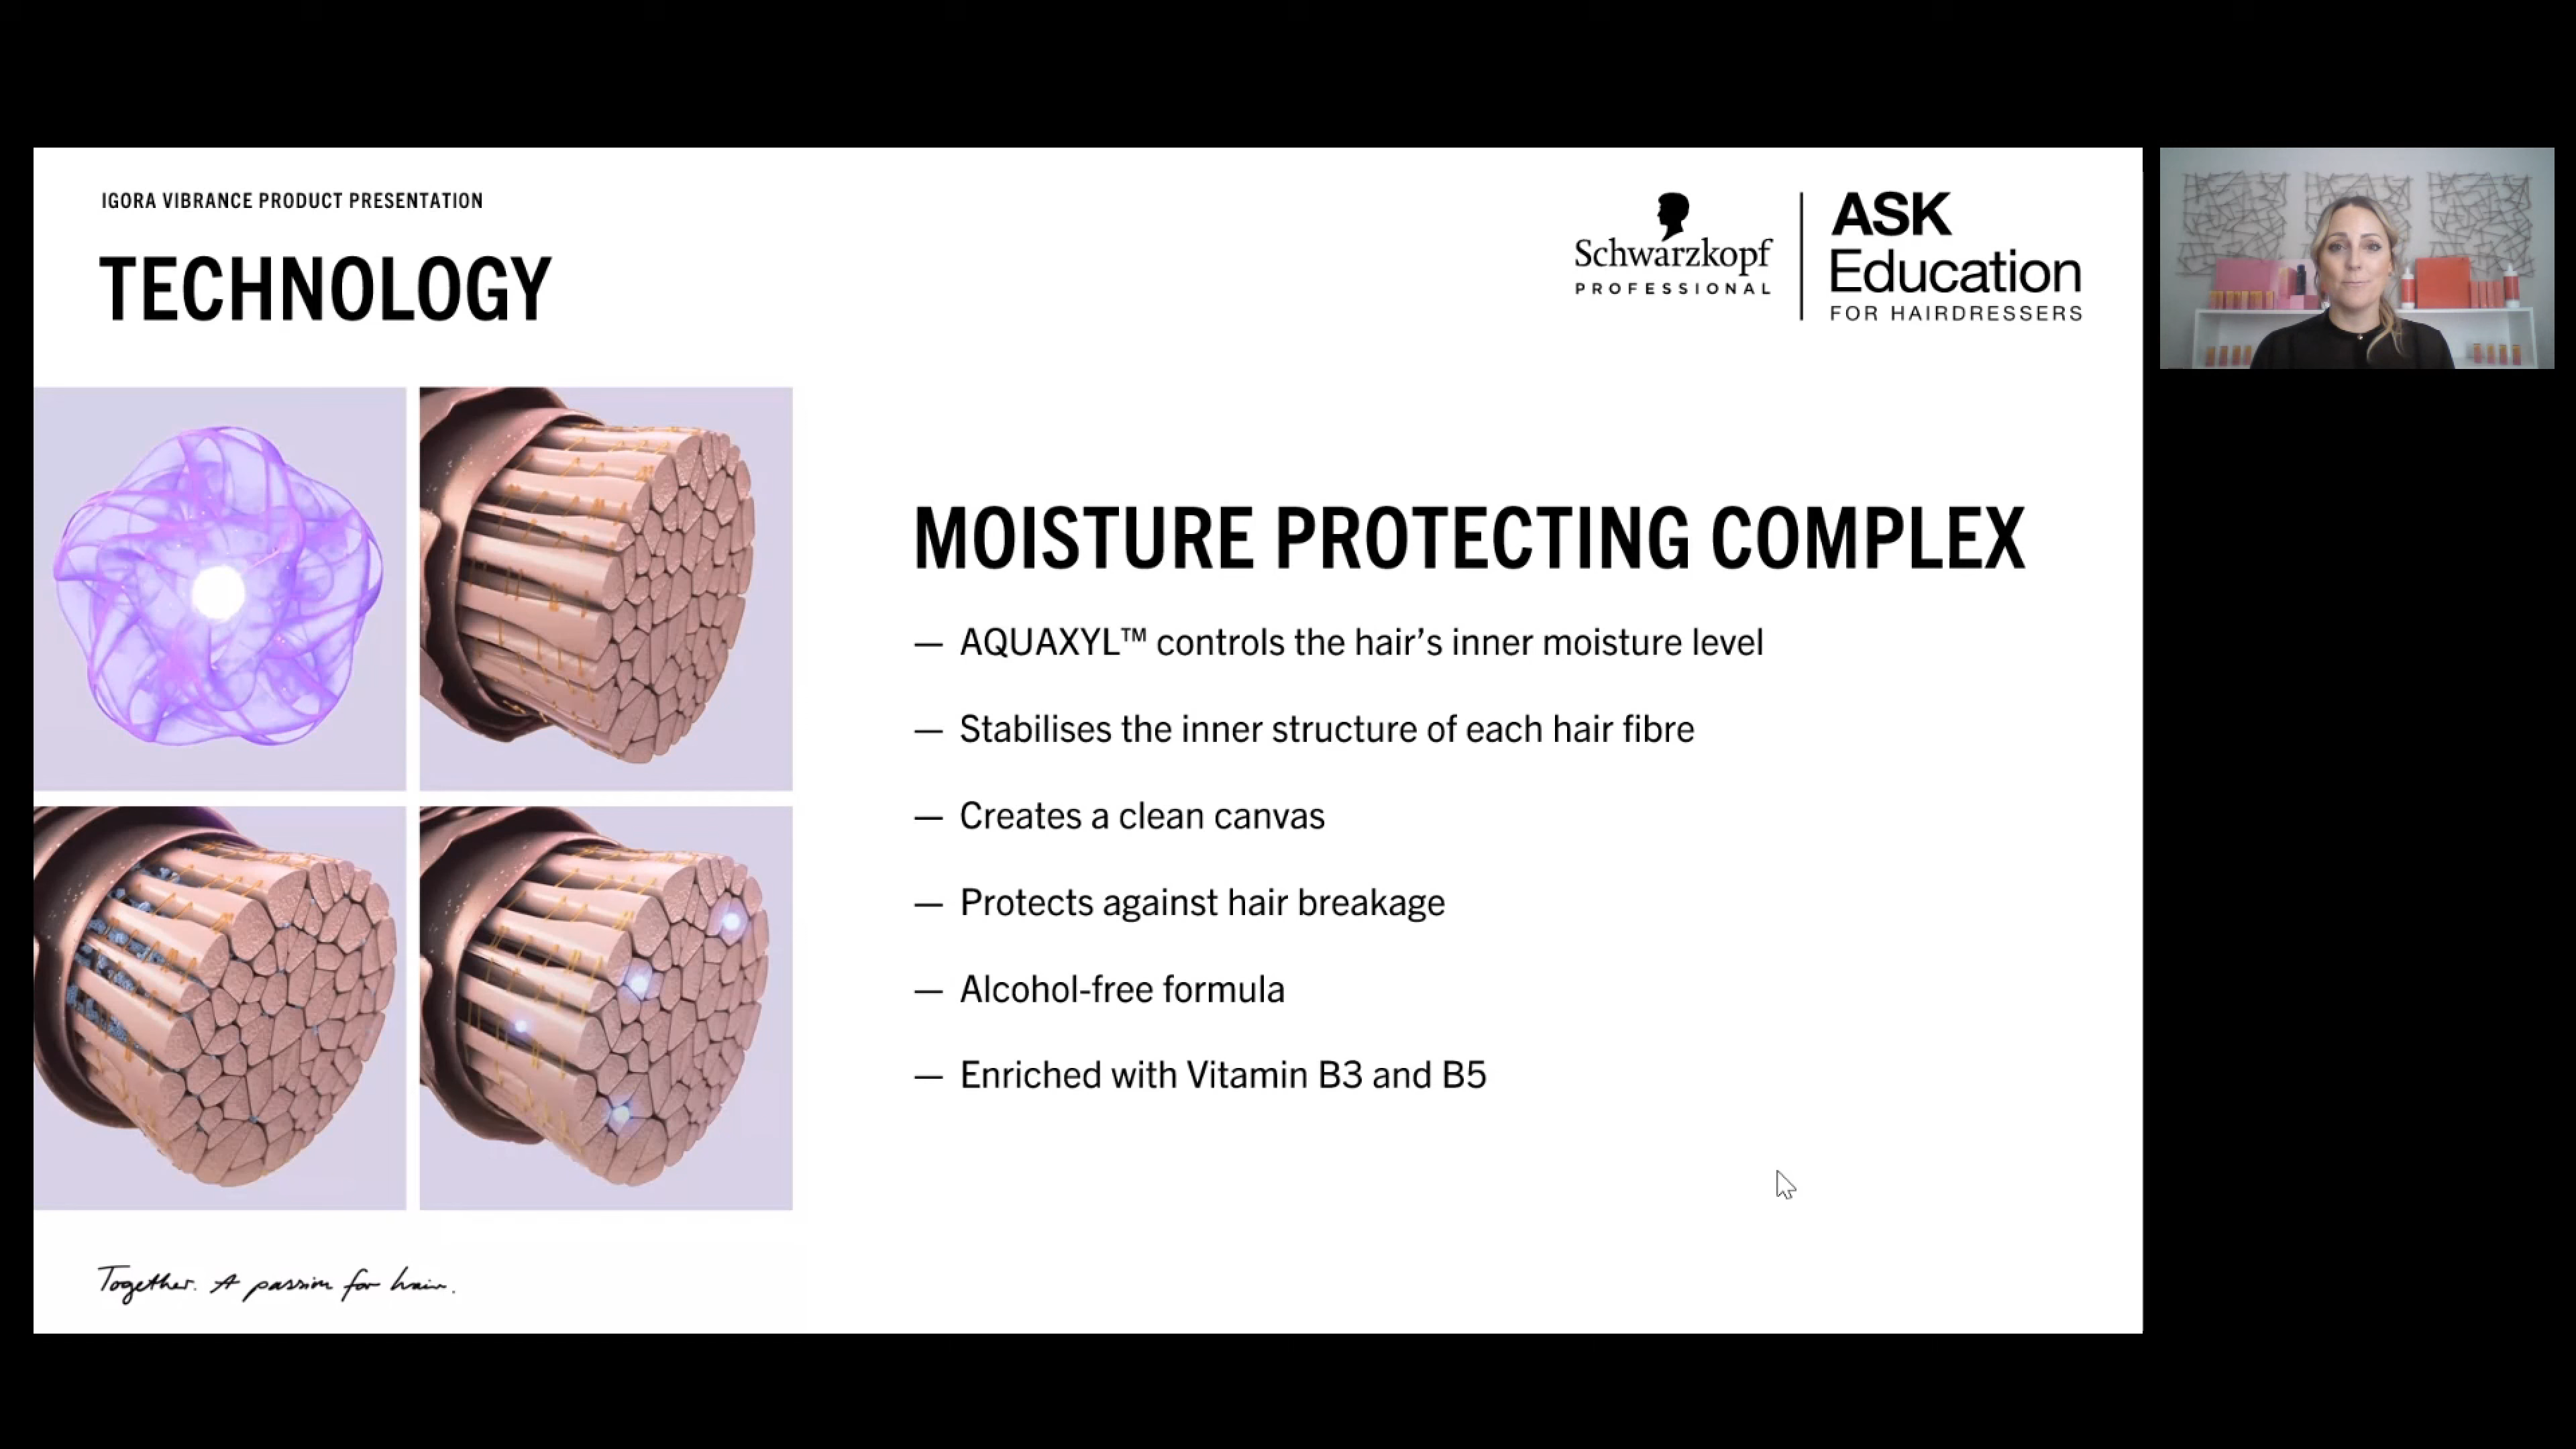 IGORA VIBRANCE PRODUCT PRESENTATION
TECHNOLOGY
Schwarzkopf
PROFESSIONAL
ASK
Education
FOR HAIRDRESSERS
MOISTURE PROTECTING COMPLEX
— AQUAXYL™ controls the hair’s inner moisture level
— Stabilises the inner structure of each hair fibre
— Creates a clean canvas
— Protects against hair breakage
— Alcohol-free formula
— Enriched with Vitamin B3 and B5
Together. A passion for hair.